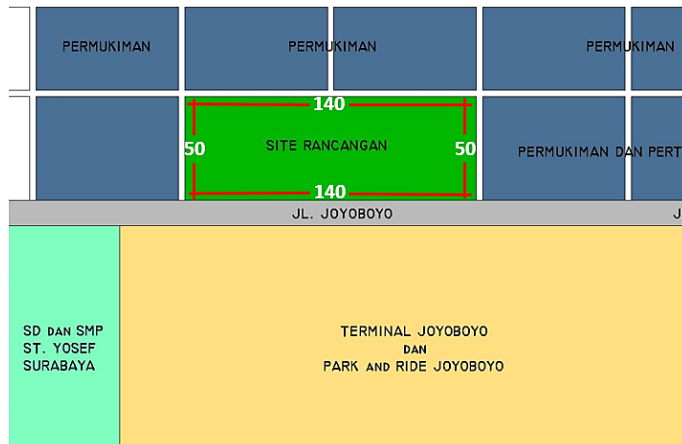 PERMUKIMAN
PERMUKIMAN
PERMUKIMAN
140
50
SITE RANCANGAN
50
PERMUKIMAN DAN PERT
140
JL. JOYOBOYO
J
SD DAN SMP
ST. YOSEF
SURABAYA
TERMINAL JOYOBOYO
DAN
PARK AND RIDE JOYOBOYO